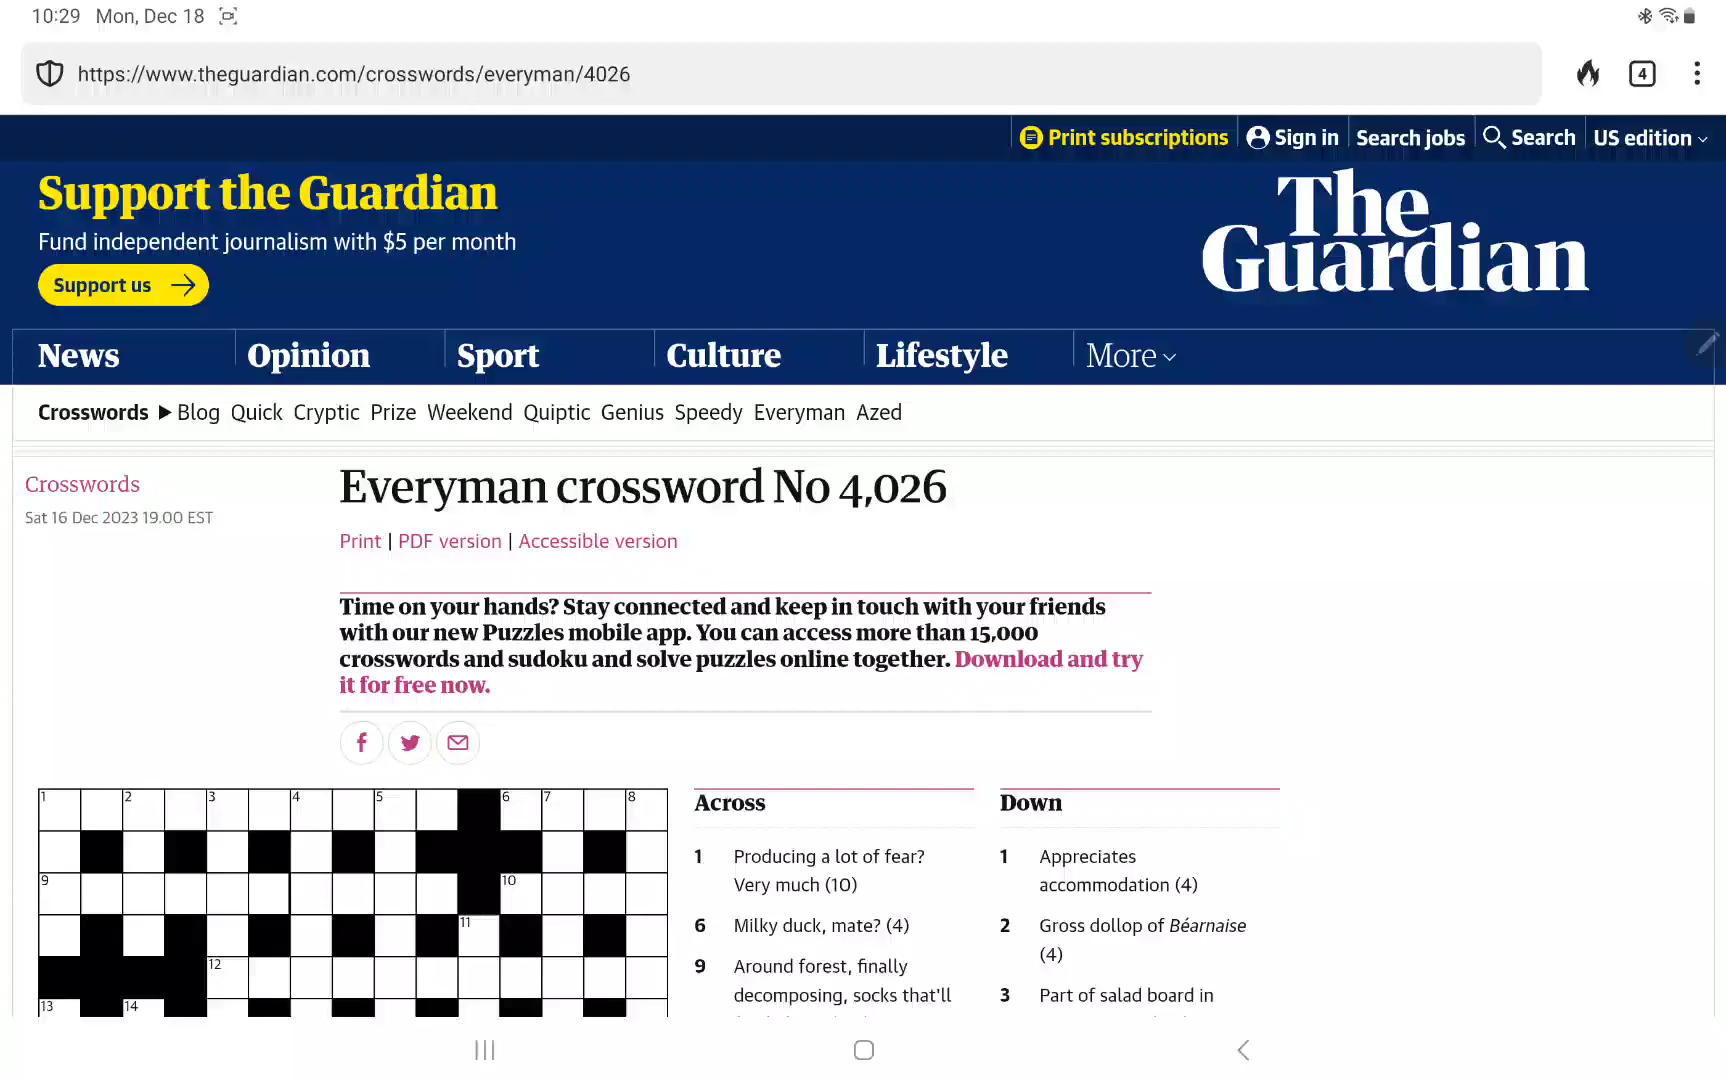 10:29 Mon, Dec 18
https://www.theguardian.com/crosswords/everyman/4026
4
Print subscriptions
Sign in
Search jobs
Search
US edition
Support the Guardian
Fund independent journalism with $5 per month
Support us
The Guardian
News
Opinion
Sport
Culture
Lifestyle
More
Crosswords Blog Quick Cryptic Prize Weekend Quiptic Genius Speedy Everyman Azed
Crosswords
Sat 16 Dec 2023 19.00 EST
Everyman crossword No 4,026
Print | PDF version | Accessible version
Time on your hands? Stay connected and keep in touch with your friends
with our new Puzzles mobile app. You can access more than 15,000
crosswords and sudoku and solve puzzles online together. Download and try
it for free now.
1 2 3 4 5 6 7 8
9 10
11
12
13 14
Across
1 Producing a lot of fear?
Very much (10)
6 Milky duck, mate? (4)
9 Around forest, finally
decomposing, socks that'll
Down
1 Appreciates
accommodation (4)
2 Gross dollop of Béarnaise
(4)
3 Part of salad board in